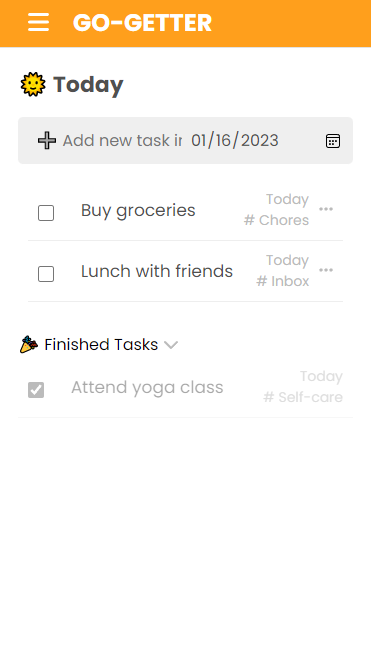 GO-GETTER
Today
Add new task in 01/16/2023
Buy groceries
Today
# Chores
Lunch with friends
Today
# Inbox
Finished Tasks
Attend yoga class
Today
# Self-care